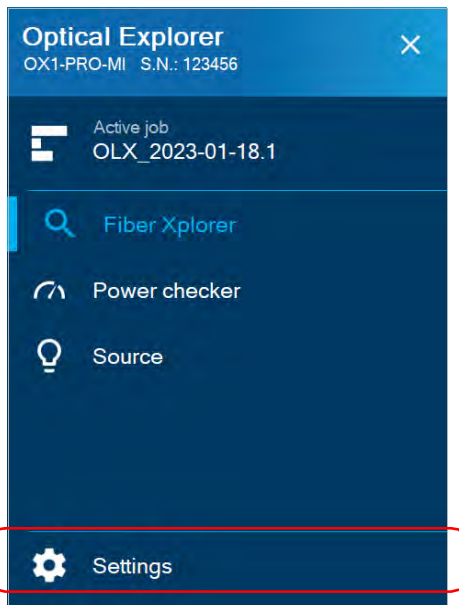 Optical Explorer
OX1-PRO-MI S.N.: 123456
Active job
OLX_2023-01-18.1
Fiber Xplorer
Power checker
Source
Settings